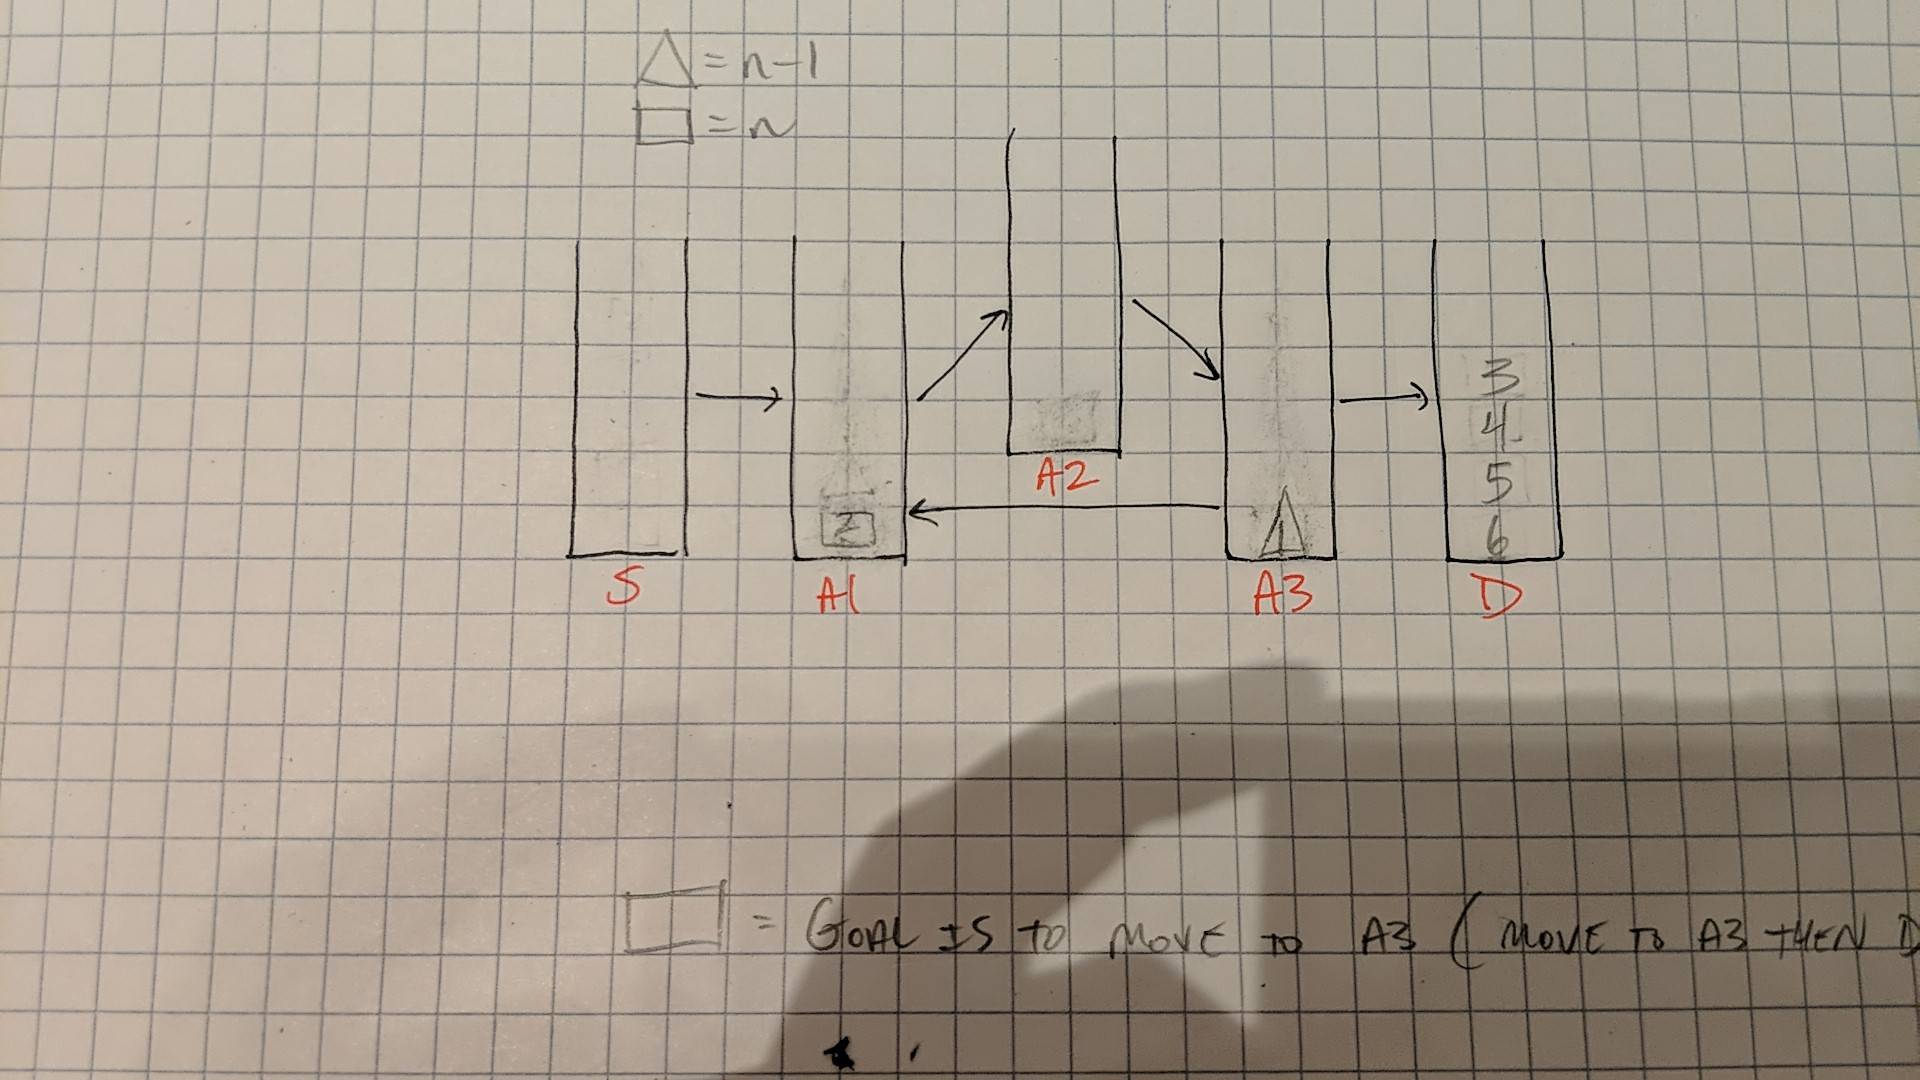 △ = n-1
□ = n
3
4
5
6
2
1
A2
S
A1
A3
D
□ = GOAL IS TO MOVE TO A3 (MOVE TO A3 THEN D